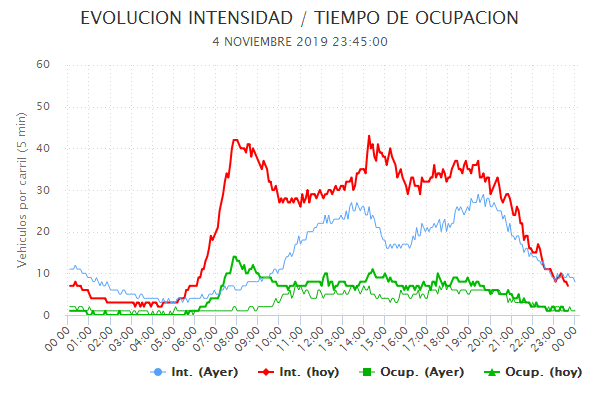 EVOLUCION INTENSIDAD / TIEMPO DE OCUPACION
4 NOVIEMBRE 2019 23:45:00
Vehiculos por carril (5 min)
60
50
40
30
20
10
0
00:00 01:00 02:00 03:00 04:00 05:00 06:00 07:00 08:00 09:00 10:00 11:00 12:00 13:00 14:00 15:00 16:00 17:00 18:00 19:00 20:00 21:00 22:00 23:00 00:00
Int. (Ayer) Int. (hoy) Ocup. (Ayer) Ocup. (hoy)